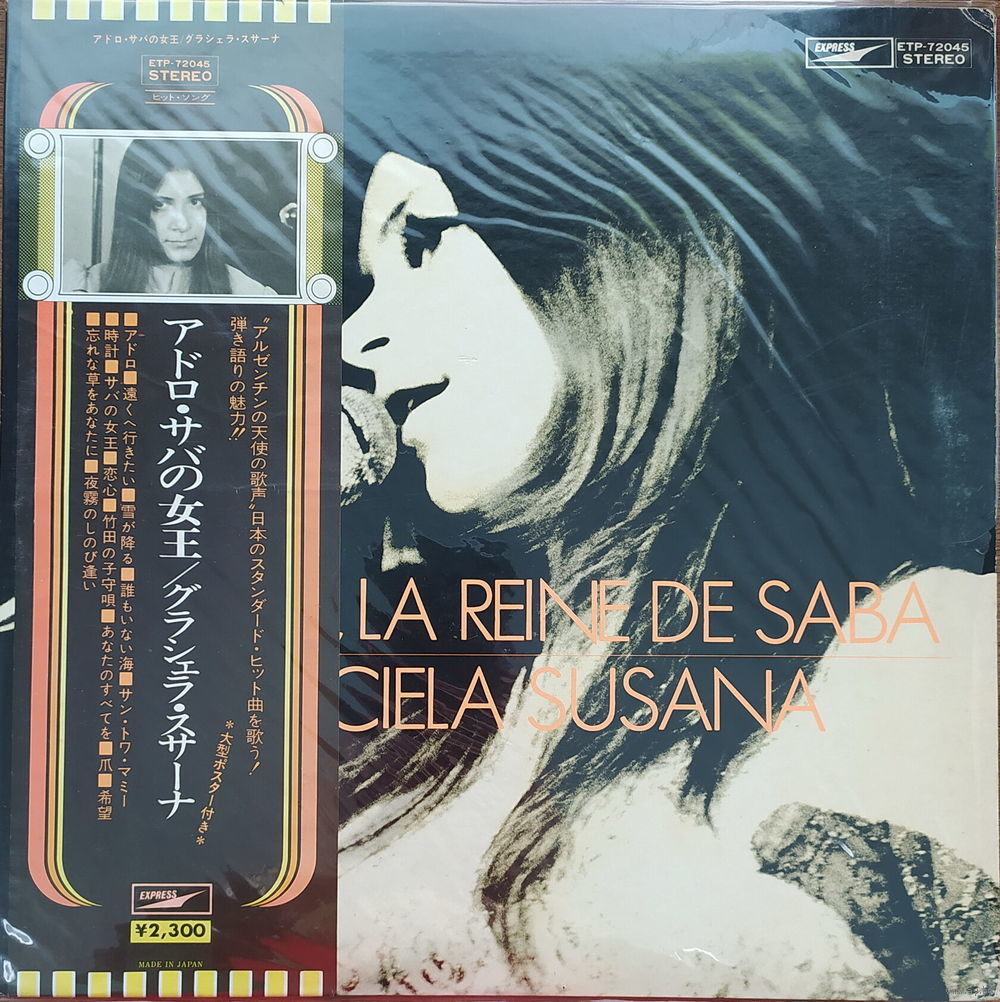 アドロ・サバの女王/グラシェラ・スサーナ
ETP-72045
STEREO
ヒット・ソング
“アルゼンチンの天使の歌声”日本のスタンダード・ヒット曲を歌う!
弾き語りの魅力!!
*大型ポスター付き*
アドロ・サバの女王/グラシェラ・スサーナ
■アドロ■遠くへ行きたい■雪が降る■誰もいない海■サン・トワ・マミー
■時計■サバの女王■恋心■竹田の子守唄■あなたのすべてを■爪■希望
■忘れな草をあなたに■夜霧のしのび逢い
EXPRESS
¥2,300
MADE IN JAPAN
EXPRESS
ETP-72045
STEREO
, LA REINE DE SABA
CIELA SUSANA